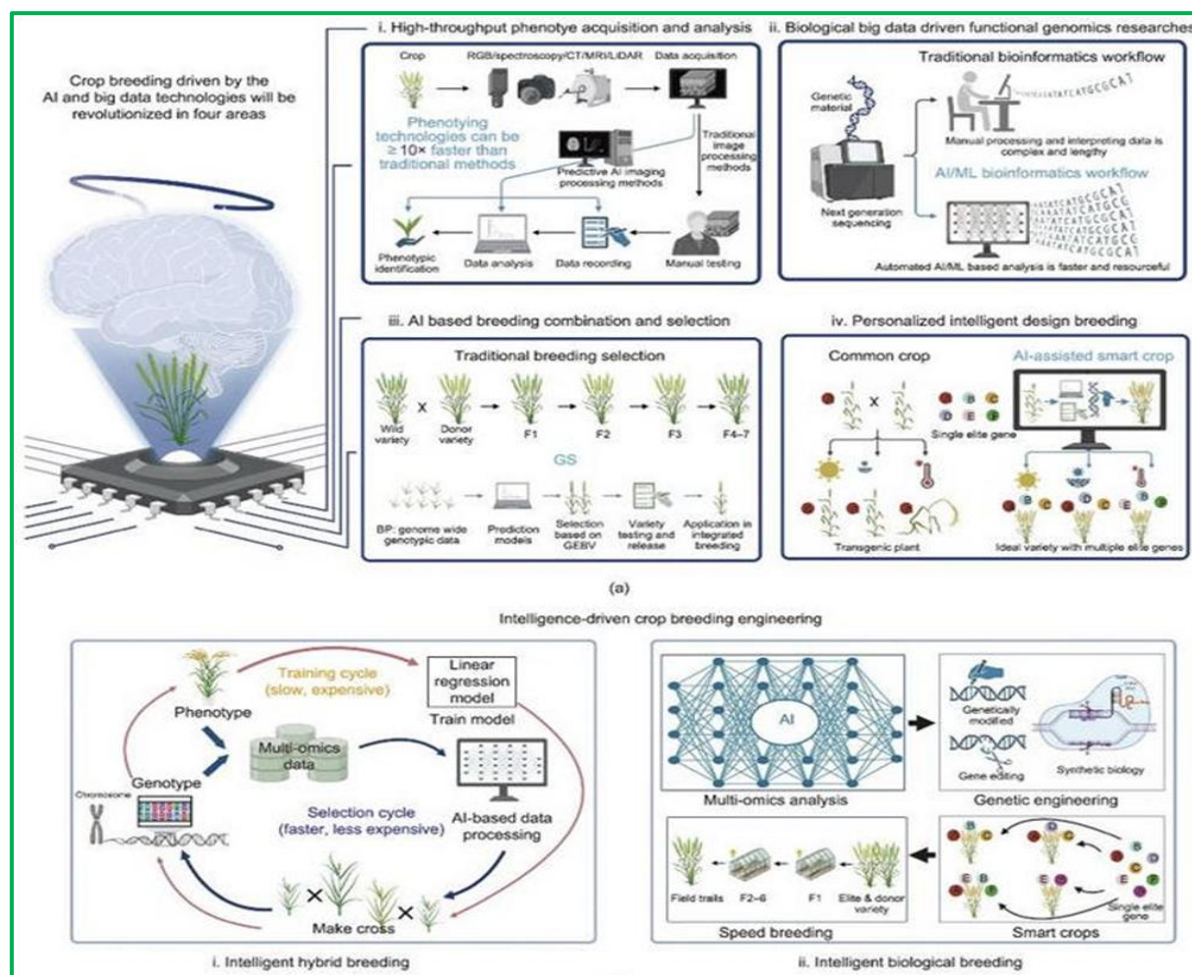 Crop breeding driven by the
AI and big data technologies will be
revolutionized in four areas
i. High-throughput phenotye acquisition and analysis
Crop
RGB/spectroscopy/CT/MRI/LiDAR
Data acquisition
Phenotying
technologies can be
≥ 10× faster than
traditional methods
Predictive AI imaging
processing methods
Traditional
image
processing
methods
Phenotypic
identification
Data analysis
Data recording
Manual testing
ii. Biological big data driven functional genomics researches
Traditional bioinformatics workflow
Genetic
material
Manual processing and interpreting data is
complex and lengthy
AI/ML bioinformatics workflow
Next generation
sequencing
Automated AI/ML based analysis is faster and resourceful
iii. AI based breeding combination and selection
Traditional breeding selection
X
Wild
variety
Donor
variety
F1
F2
F3
F4–7
GS
BP: genome wide
genotypic data
Prediction
models
Selection
based on
GEBV
Variety
testing and
release
Application in
integrated
breeding
iv. Personalized intelligent design breeding
Common crop
AI-assisted smart crop
X
B C
D E F
Single elite gene
Transgenic plant
Ideal variety with multiple elite genes
(a)
Intelligence-driven crop breeding engineering
Phenotype
Training cycle
(slow, expensive)
Linear
regression
model
Train model
Multi-omics
data
Genotype
Chromosome
Selection cycle
(faster, less expensive)
AI-based data
processing
× ×
Make cross
i. Intelligent hybrid breeding
AI
Multi-omics analysis
Genetically
modified
Gene editing
Synthetic biology
Genetic engineering
Field trails
F2–6
F1
Elite & donor
variety
Speed breeding
Single elite
gene
Smart crops
ii. Intelligent biological breeding